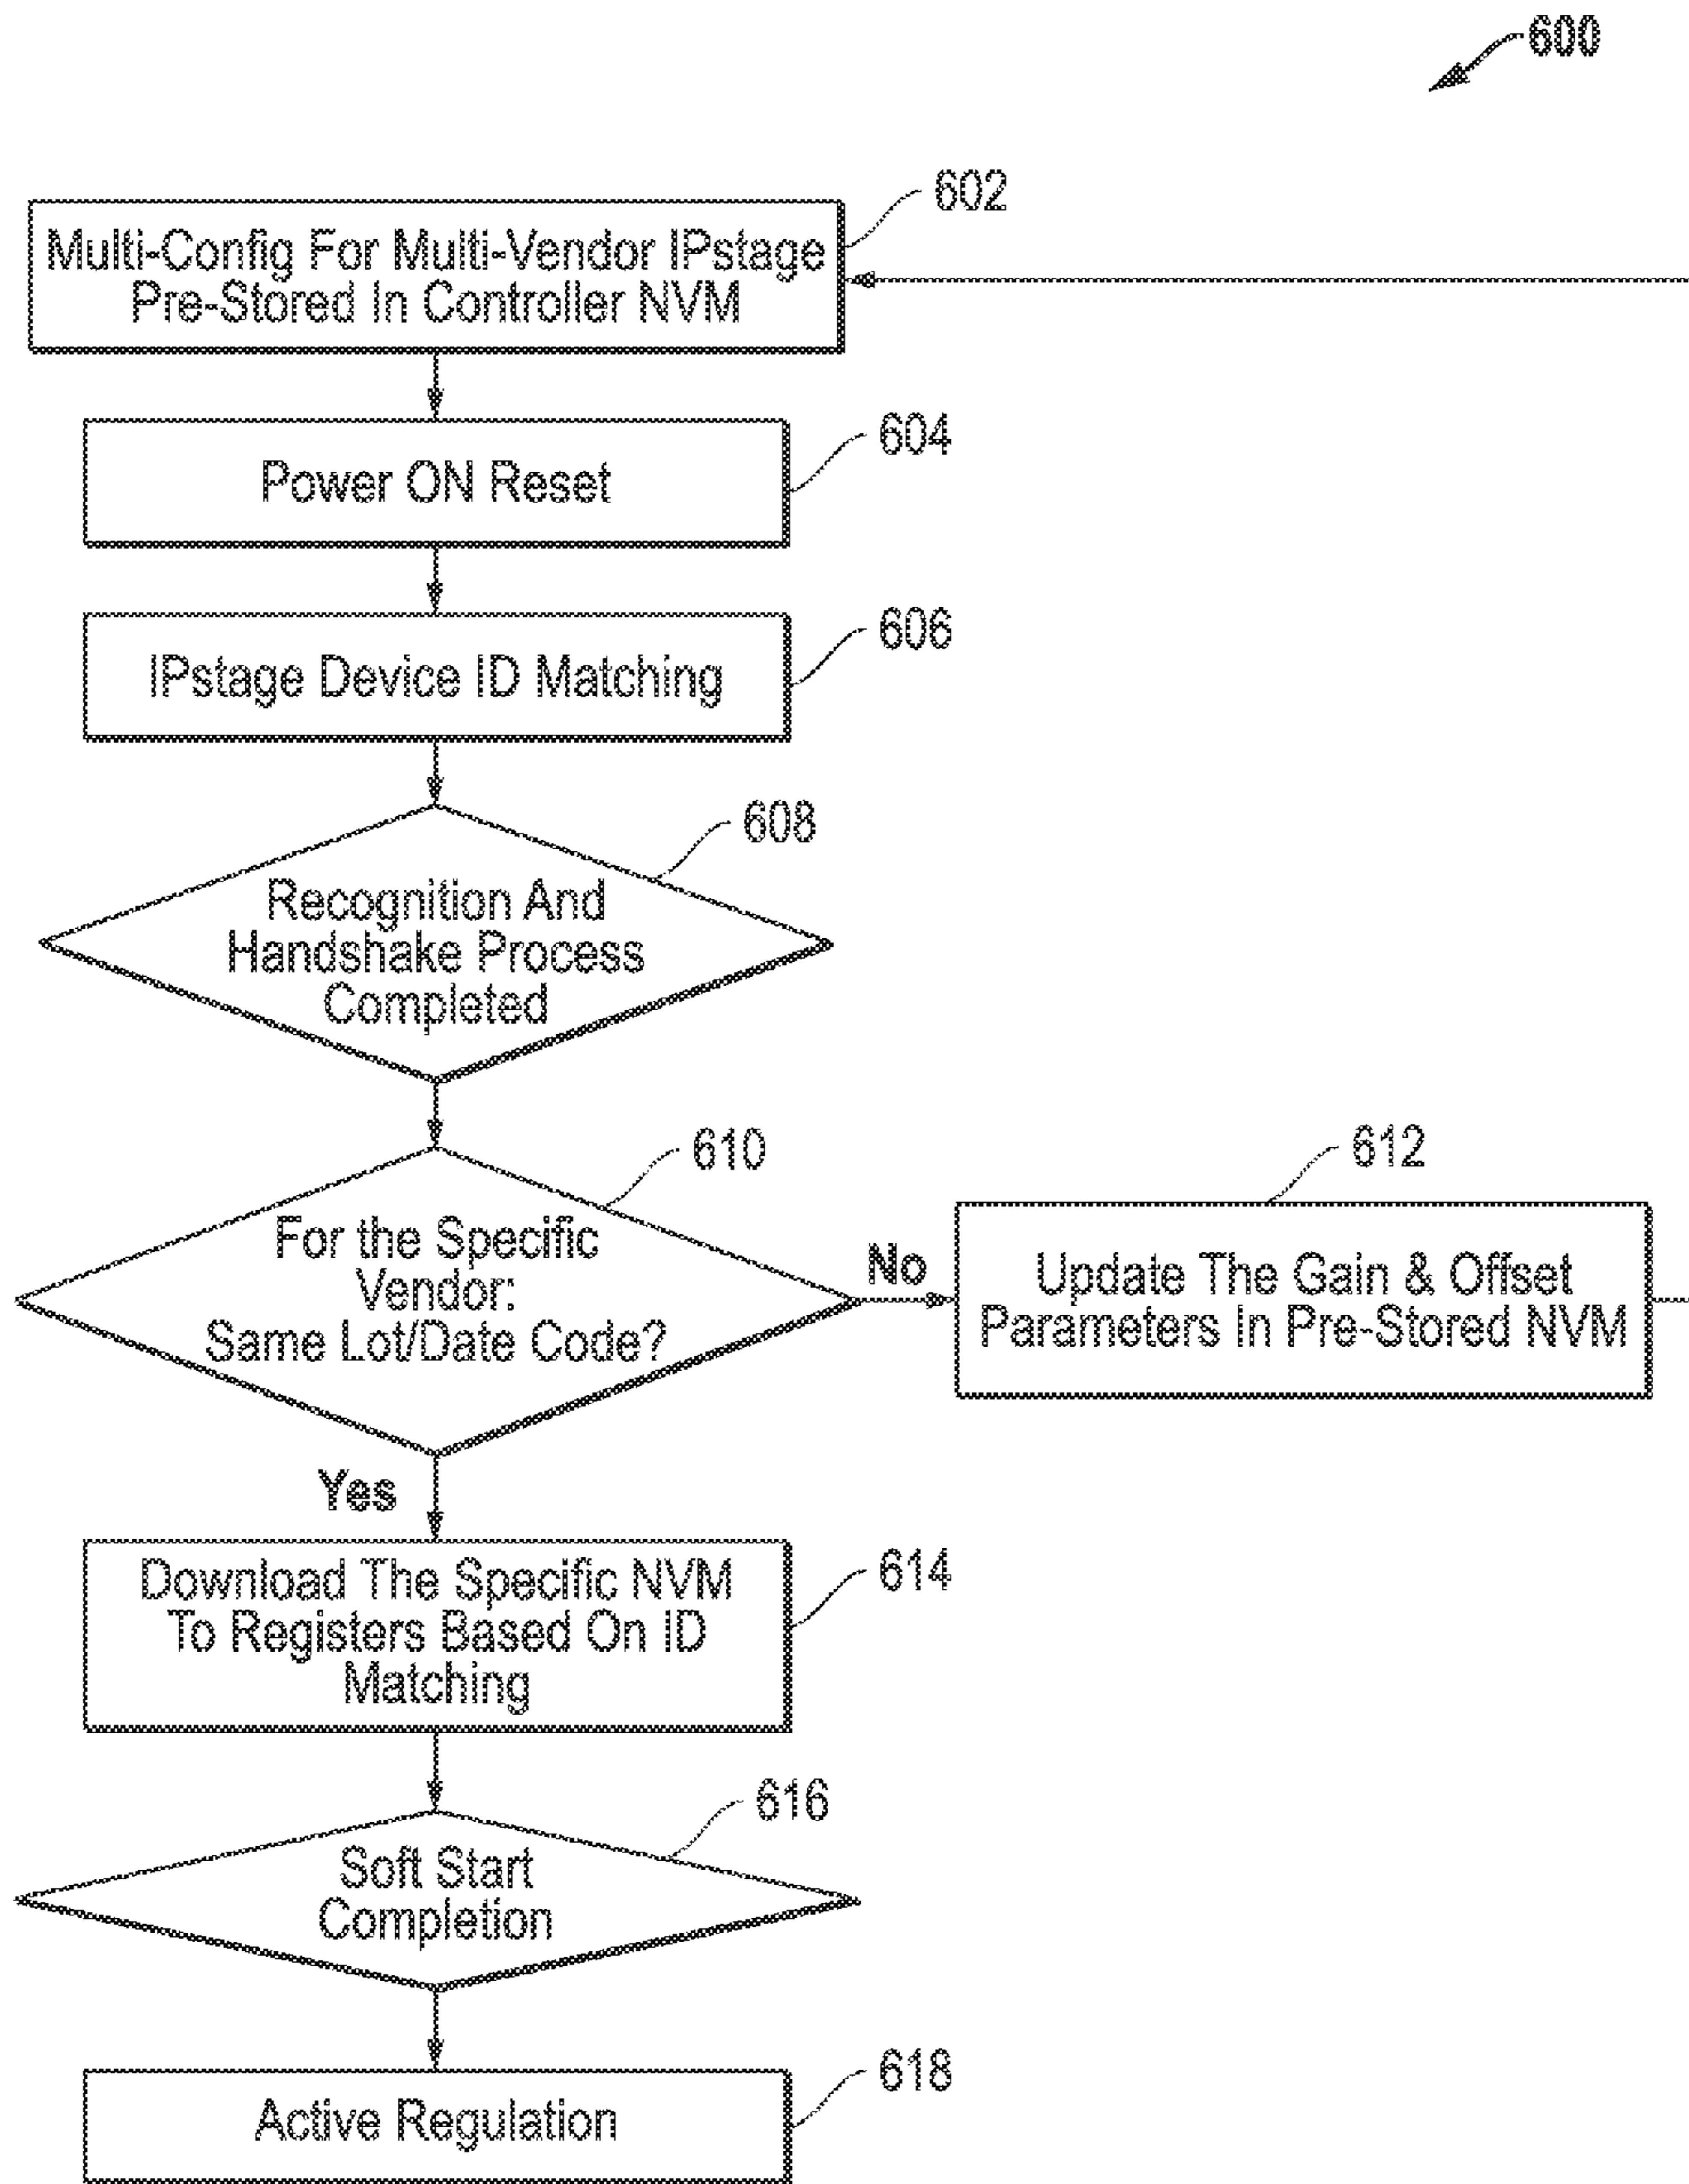 600
602
Multi-Config For Multi-Vendor IPstage
Pre-Stored In Controller NVM
604
Power ON Reset
606
IPstage Device ID Matching
608
Recognition And
Handshake Process
Completed
610
For the Specific
Vendor:
Same Lot/Date Code?
No
612
Update The Gain & Offset
Parameters In Pre-Stored NVM
Yes
614
Download The Specific NVM
To Registers Based On ID
Matching
616
Soft Start
Completion
618
Active Regulation